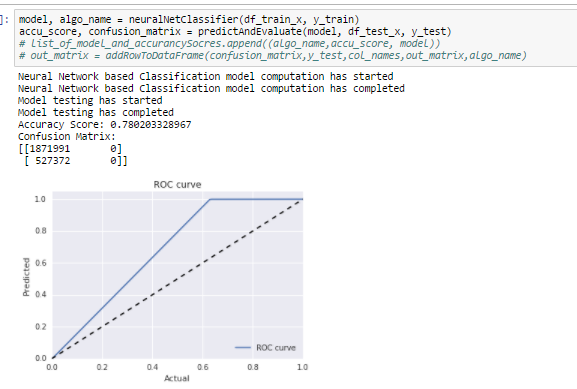 ]: model, algo_name = neuralNetClassifier(df_train_x, y_train)
accu_score, confusion_matrix = predictAndEvaluate(model, df_test_x, y_test)
# list_of_model_and_accurancySocres.append((algo_name,accu_score, model))
# out_matrix = addRowToDataFrame(confusion_matrix,y_test,col_names,out_matrix,algo_name)
Neural Network based Classification model computation has started
Neural Network based Classification model computation has completed
Model testing has started
Model testing has completed
Accuracy Score: 0.780203328967
Confusion Matrix:
[[1871991 0]
[ 527372 0]]
ROC curve
1.0
0.8
0.6
0.4
0.2
0.0
Predicted
ROC curve
0.0 0.2 0.4 0.6 0.8 1.0
Actual